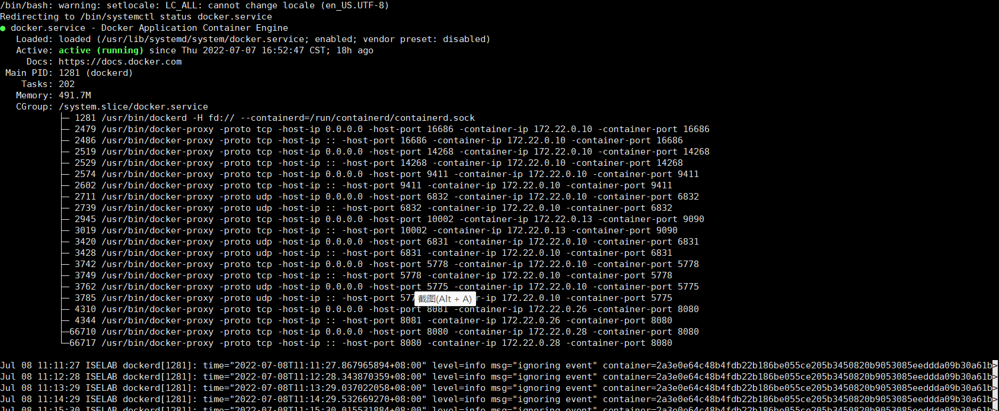 /bin/bash: warning: setlocale: LC_ALL: cannot change locale (en_US.UTF-8)
Redirecting to /bin/systemctl status docker.service
● docker.service - Docker Application Container Engine
Loaded: loaded (/usr/lib/systemd/system/docker.service; enabled; vendor preset: disabled)
Active: active (running) since Thu 2022-07-07 16:52:47 CST; 18h ago
Docs: https://docs.docker.com
Main PID: 1281 (dockerd)
Tasks: 202
Memory: 491.7M
CGroup: /system.slice/docker.service
├─ 1281 /usr/bin/dockerd -H fd:// --containerd=/run/containerd/containerd.sock
├─ 2479 /usr/bin/docker-proxy -proto tcp -host-ip 0.0.0.0 -host-port 16686 -container-ip 172.22.0.10 -container-port 16686
├─ 2486 /usr/bin/docker-proxy -proto tcp -host-ip :: -host-port 16686 -container-ip 172.22.0.10 -container-port 16686
├─ 2519 /usr/bin/docker-proxy -proto tcp -host-ip 0.0.0.0 -host-port 14268 -container-ip 172.22.0.10 -container-port 14268
├─ 2529 /usr/bin/docker-proxy -proto tcp -host-ip :: -host-port 14268 -container-ip 172.22.0.10 -container-port 14268
├─ 2574 /usr/bin/docker-proxy -proto tcp -host-ip 0.0.0.0 -host-port 9411 -container-ip 172.22.0.10 -container-port 9411
├─ 2602 /usr/bin/docker-proxy -proto tcp -host-ip :: -host-port 9411 -container-ip 172.22.0.10 -container-port 9411
├─ 2711 /usr/bin/docker-proxy -proto udp -host-ip 0.0.0.0 -host-port 6832 -container-ip 172.22.0.10 -container-port 6832
├─ 2739 /usr/bin/docker-proxy -proto udp -host-ip :: -host-port 6832 -container-ip 172.22.0.10 -container-port 6832
├─ 2945 /usr/bin/docker-proxy -proto tcp -host-ip 0.0.0.0 -host-port 10002 -container-ip 172.22.0.13 -container-port 9090
├─ 3019 /usr/bin/docker-proxy -proto tcp -host-ip :: -host-port 10002 -container-ip 172.22.0.13 -container-port 9090
├─ 3420 /usr/bin/docker-proxy -proto udp -host-ip 0.0.0.0 -host-port 6831 -container-ip 172.22.0.10 -container-port 6831
├─ 3428 /usr/bin/docker-proxy -proto udp -host-ip :: -host-port 6831 -container-ip 172.22.0.10 -container-port 6831
├─ 3742 /usr/bin/docker-proxy -proto tcp -host-ip 0.0.0.0 -host-port 5778 -container-ip 172.22.0.10 -container-port 5778
├─ 3749 /usr/bin/docker-proxy -proto tcp -host-ip :: -host-port 5778 -container-ip 172.22.0.10 -container-port 5778
├─ 3762 /usr/bin/docker-proxy -proto udp -host-ip 0.0.0.0 -host-port 5775 -container-ip 172.22.0.10 -container-port 5775
├─ 3785 /usr/bin/docker-proxy -proto udp -host-ip :: -host-port 577 截图(Alt + A) r-ip 172.22.0.10 -container-port 5775
├─ 4310 /usr/bin/docker-proxy -proto tcp -host-ip 0.0.0.0 -host-port 8081 -container-ip 172.22.0.26 -container-port 8080
├─ 4344 /usr/bin/docker-proxy -proto tcp -host-ip :: -host-port 8081 -container-ip 172.22.0.26 -container-port 8080
├─66710 /usr/bin/docker-proxy -proto tcp -host-ip 0.0.0.0 -host-port 8080 -container-ip 172.22.0.28 -container-port 8080
└─66717 /usr/bin/docker-proxy -proto tcp -host-ip :: -host-port 8080 -container-ip 172.22.0.28 -container-port 8080
Jul 08 11:11:27 ISELAB dockerd[1281]: time="2022-07-08T11:11:27.867965894+08:00" level=info msg="ignoring event" container=2a3e0e64c48b4fdb22b186be055ce205b3450820b9053085eeddda09b30a61b>
Jul 08 11:12:28 ISELAB dockerd[1281]: time="2022-07-08T11:12:28.343870359+08:00" level=info msg="ignoring event" container=2a3e0e64c48b4fdb22b186be055ce205b3450820b9053085eeddda09b30a61b>
Jul 08 11:13:29 ISELAB dockerd[1281]: time="2022-07-08T11:13:29.037022058+08:00" level=info msg="ignoring event" container=2a3e0e64c48b4fdb22b186be055ce205b3450820b9053085eeddda09b30a61b>
Jul 08 11:14:29 ISELAB dockerd[1281]: time="2022-07-08T11:14:29.532669270+08:00" level=info msg="ignoring event" container=2a3e0e64c48b4fdb22b186be055ce205b3450820b9053085eeddda09b30a61b>
Jul 08 11:15:30 ISELAB dockerd[1281]: time="2022-07-08T11:15:30.015531884+08:00" level=info msg="ignoring event" container=2a3e0e64c48b4fdb22b186be055ce205b3450820b9053085eeddda09b30a61b>